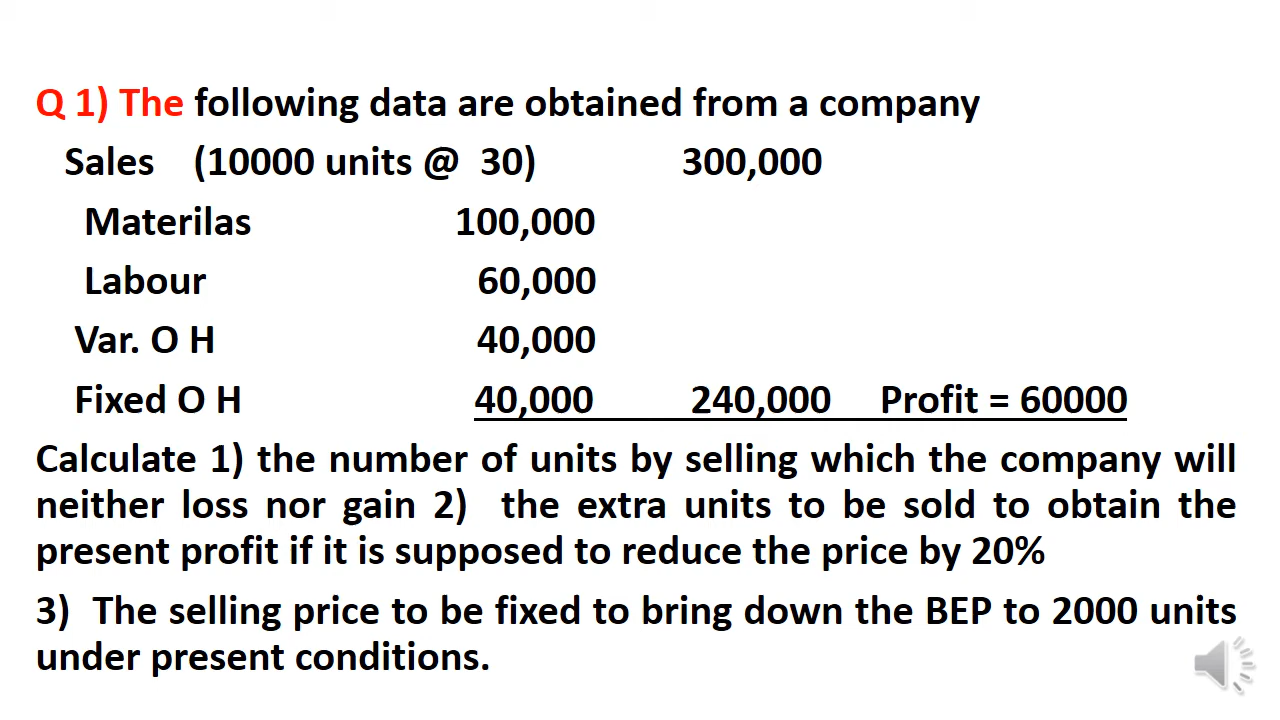 Q 1) The following data are obtained from a company
Sales (10000 units @ 30) 300,000
Materilas 100,000
Labour 60,000
Var. O H 40,000
Fixed O H 40,000 240,000 Profit = 60000
Calculate 1) the number of units by selling which the company will
neither loss nor gain 2) the extra units to be sold to obtain the
present profit if it is supposed to reduce the price by 20%
3) The selling price to be fixed to bring down the BEP to 2000 units
under present conditions.